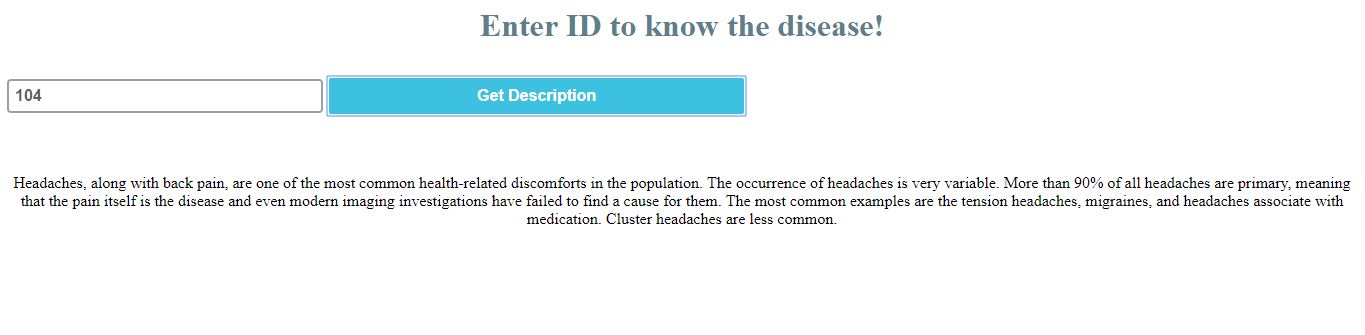 Enter ID to know the disease!
104
Get Description
Headaches, along with back pain, are one of the most common health-related discomforts in the population. The occurrence of headaches is very variable. More than 90% of all headaches are primary, meaning
that the pain itself is the disease and even modern imaging investigations have failed to find a cause for them. The most common examples are the tension headaches, migraines, and headaches associate with
medication. Cluster headaches are less common.